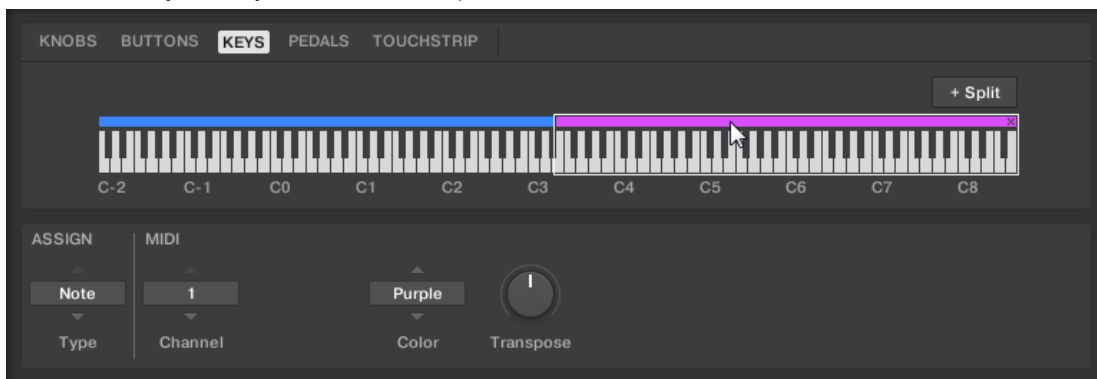 KNOBS BUTTONS KEYS PEDALS TOUCHSTRIP
+ Split
C-2 C-1 C0 C1 C2 C3 C4 C5 C6 C7 C8
ASSIGN MIDI
Note 1 Purple
Type Channel Color Transpose